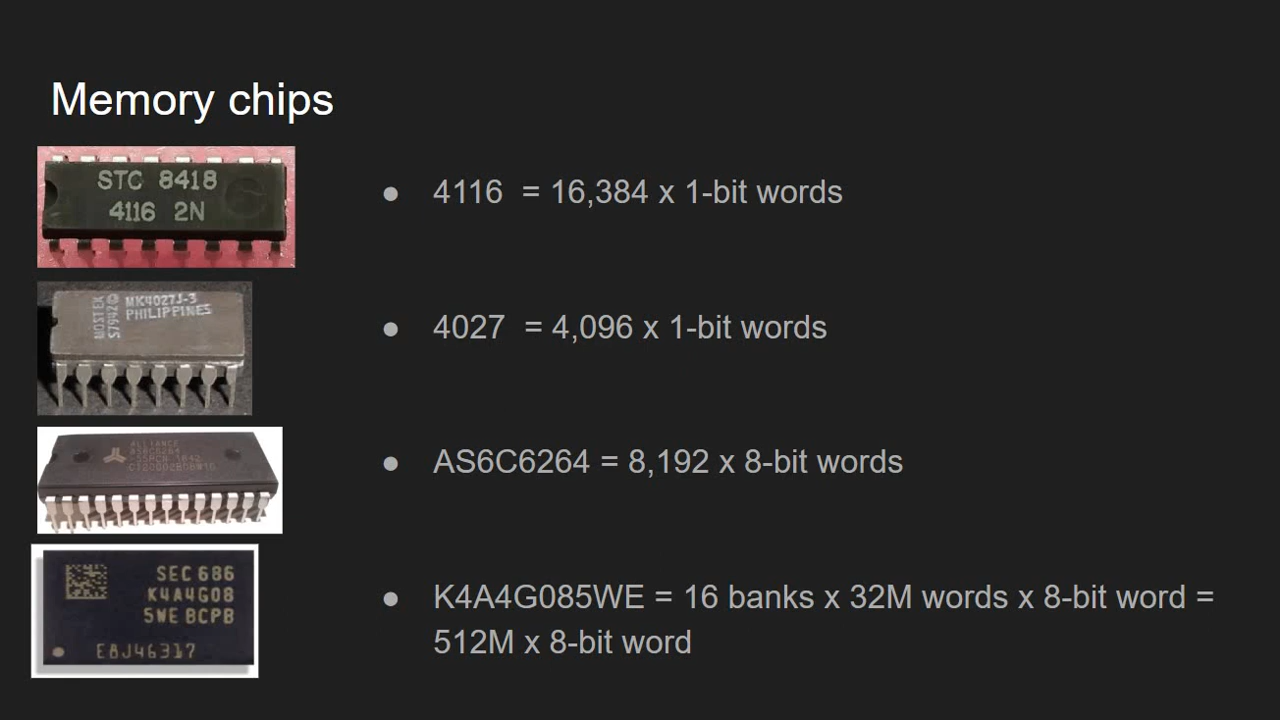 Memory chips
STC 8418
4116 2N
● 4116 = 16,384 x 1-bit words
MOSTEK
MK4027J-3
PHILIPPINES
● 4027 = 4,096 x 1-bit words
ALLIANCE
AS6C6264
● AS6C6264 = 8,192 x 8-bit words
SEC 686
K4A4G08
5WE BCPB
E8J46317
● K4A4G085WE = 16 banks x 32M words x 8-bit word =
512M x 8-bit word